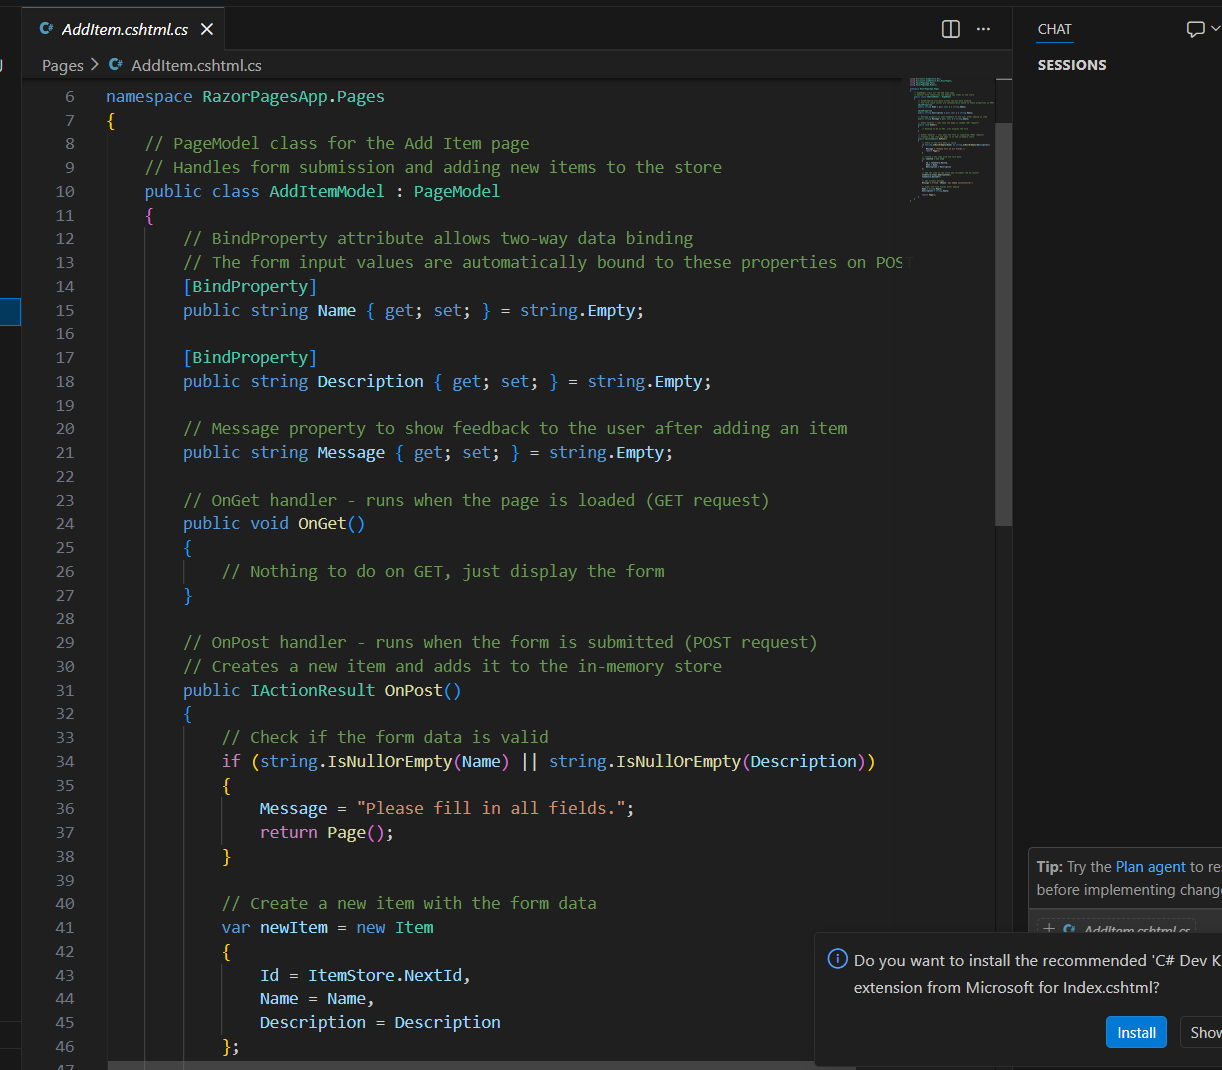 AddItem.cshtml.cs
CHAT
Pages > C# AddItem.cshtml.cs
SESSIONS
6 namespace RazorPagesApp.Pages
7 {
8 // PageModel class for the Add Item page
9 // Handles form submission and adding new items to the store
10 public class AddItemModel : PageModel
11 {
12 // BindProperty attribute allows two-way data binding
13 // The form input values are automatically bound to these properties on POST
14 [BindProperty]
15 public string Name { get; set; } = string.Empty;
16
17 [BindProperty]
18 public string Description { get; set; } = string.Empty;
19
20 // Message property to show feedback to the user after adding an item
21 public string Message { get; set; } = string.Empty;
22
23 // OnGet handler - runs when the page is loaded (GET request)
24 public void OnGet()
25 {
26 // Nothing to do on GET, just display the form
27 }
28
29 // OnPost handler - runs when the form is submitted (POST request)
30 // Creates a new item and adds it to the in-memory store
31 public IActionResult OnPost()
32 {
33 // Check if the form data is valid
34 if (string.IsNullOrEmpty(Name) || string.IsNullOrEmpty(Description))
35 {
36 Message = "Please fill in all fields.";
37 return Page();
38 }
39
40 // Create a new item with the form data
41 var newItem = new Item
42 {
43 Id = ItemStore.NextId,
44 Name = Name,
45 Description = Description
46 };
47
Tip: Try the Plan agent to
before implementing
AddItem.cshtml.cs
Do you want to install the recommended 'C# Dev K
extension from Microsoft for Index.cshtml?
Install Show